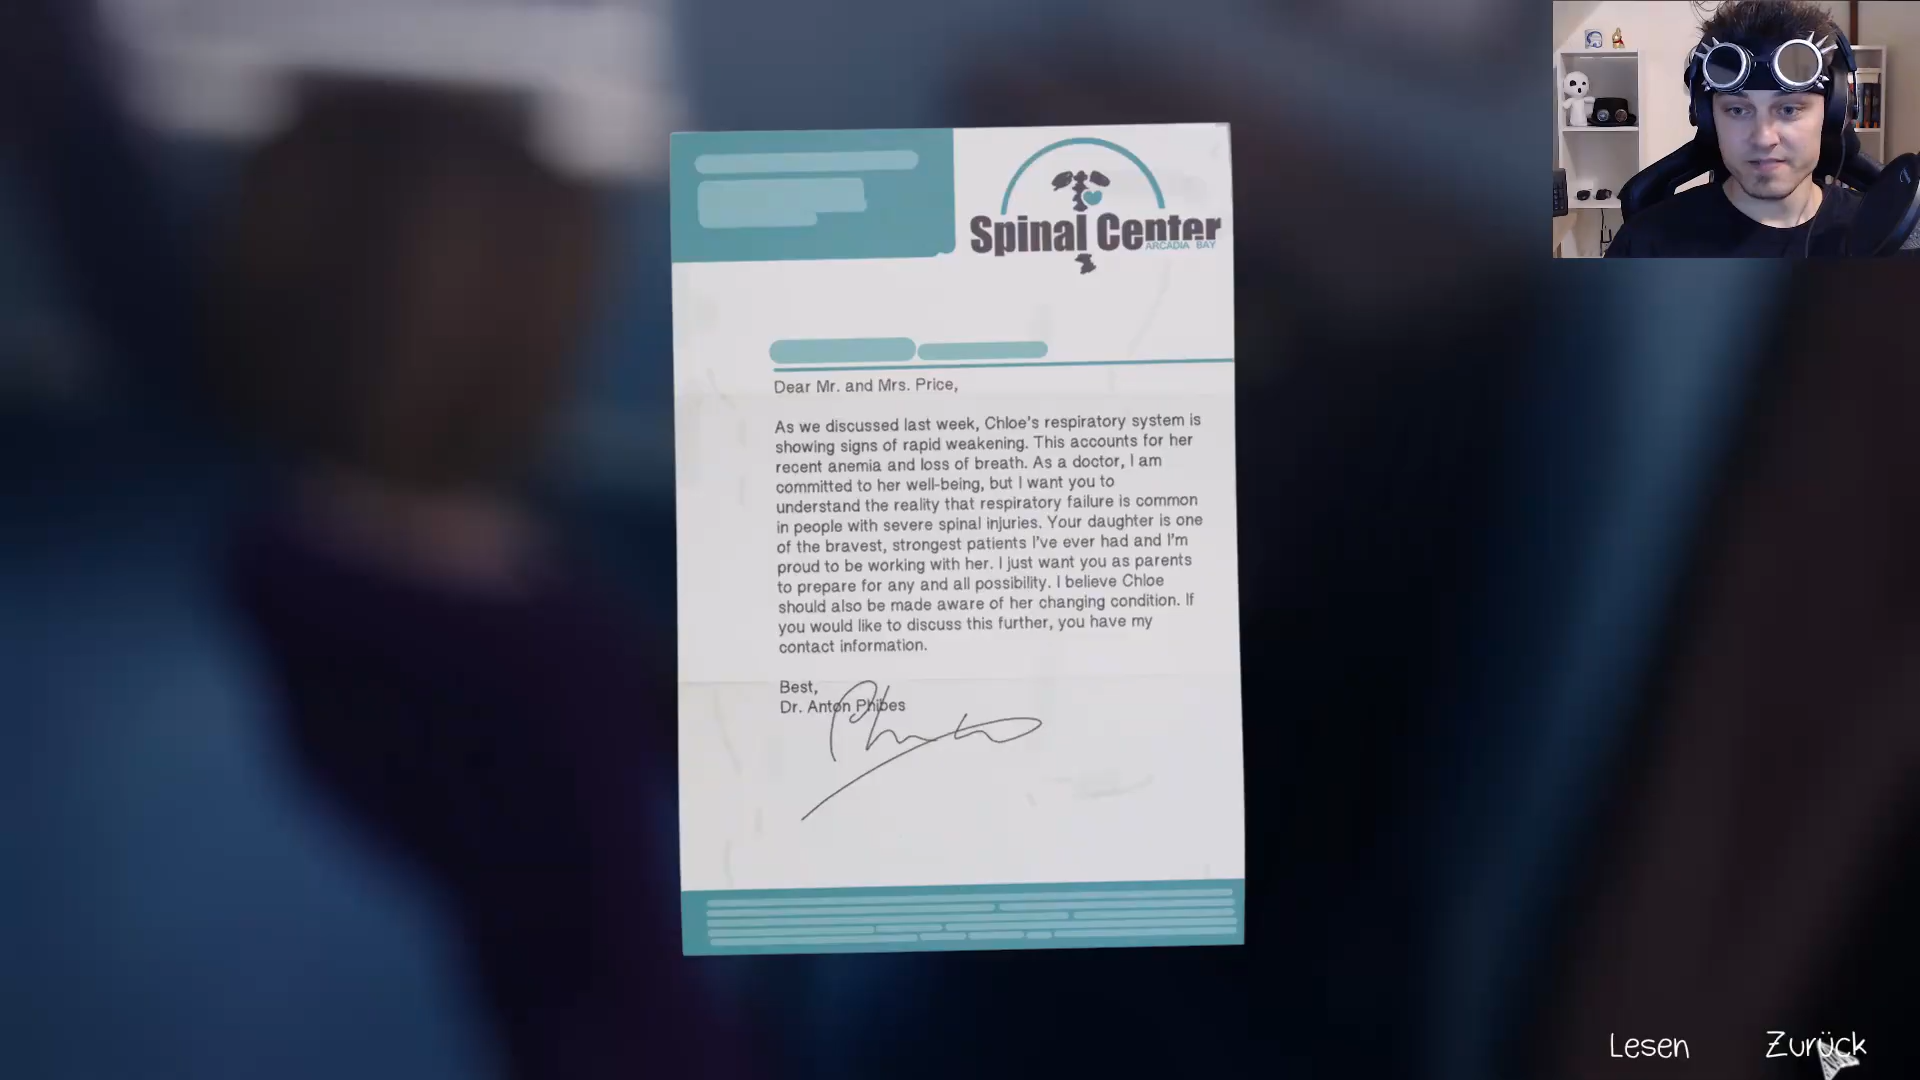 Spinal Center
ARCADIA BAY
Dear Mr. and Mrs. Price,
As we discussed last week, Chloe's respiratory system is
showing signs of rapid weakening. This accounts for her
recent anemia and loss of breath. As a doctor, I am
committed to her well-being, but I want you to
understand the reality that respiratory failure is common
in people with severe spinal injuries. Your daughter is one
of the bravest, strongest patients I've ever had and I'm
proud to be working with her. I just want you as parents
to prepare for any and all possibility. I believe Chloe
should also be made aware of her changing condition. If
you would like to discuss this further, you have my
contact information.
Best,
Dr. Anton Phibes
Lesen
Zurück